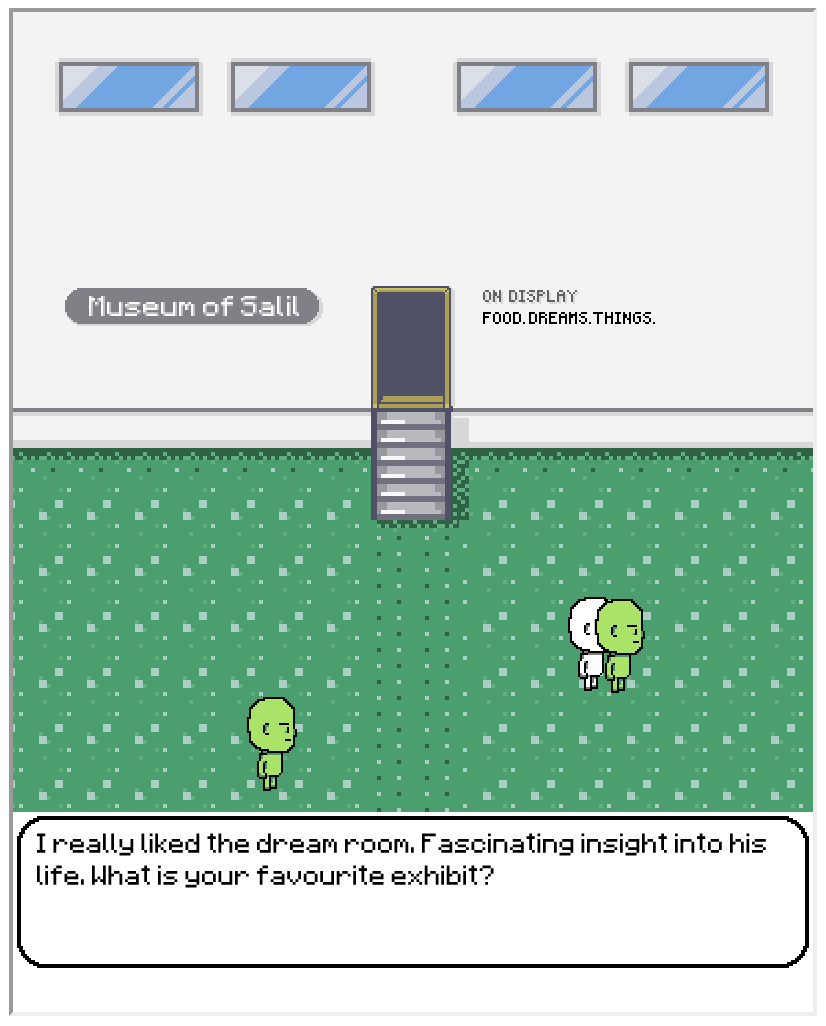 Museum of Salil
ON DISPLAY
FOOD.DREAMS.THINGS.
I really liked the dream room. Fascinating insight into his
life. What is your favourite exhibit?